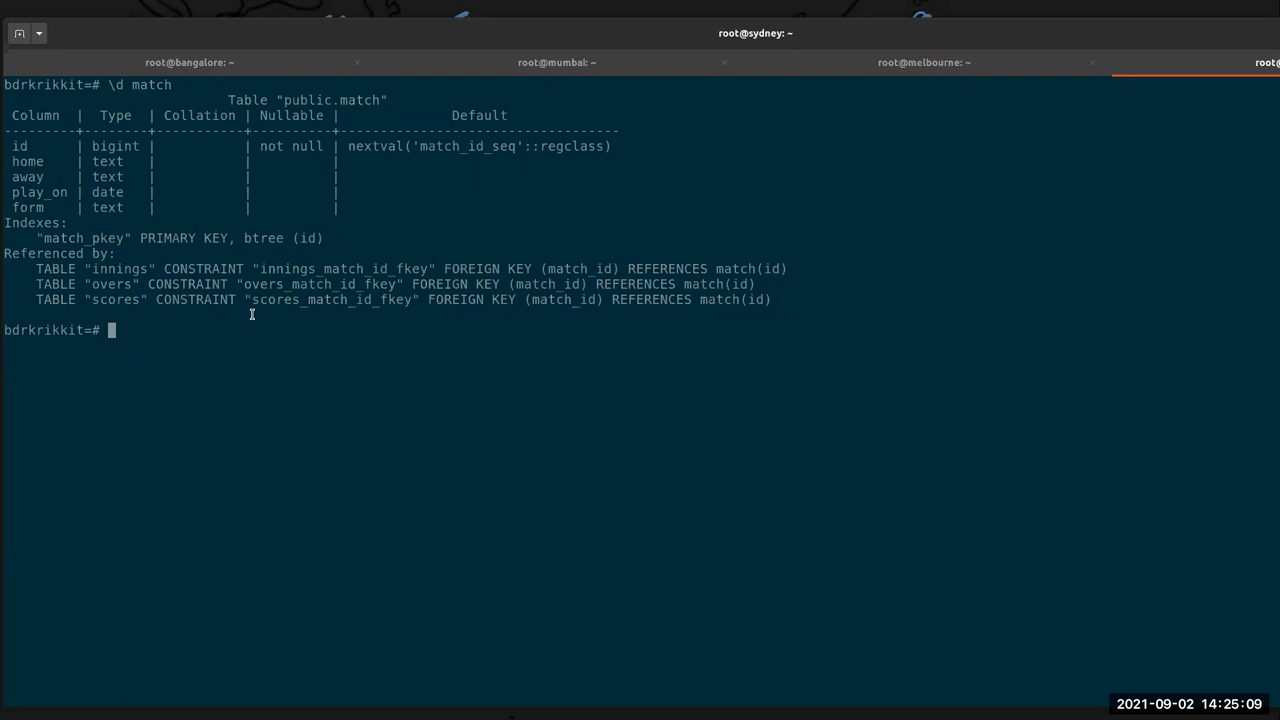 root@sydney: ~
root@bangalore: ~ × root@mumbai: ~ × root@melbourne: ~ × root@
bdrkrikkit=# \d match
                            Table "public.match"
 Column  |  Type  | Collation | Nullable |              Default
---------+--------+-----------+----------+-----------------------------------
 id      | bigint |           | not null | nextval('match_id_seq'::regclass)
 home    | text   |           |          |
 away    | text   |           |          |
 play_on | date   |           |          |
 form    | text   |           |          |
Indexes:
    "match_pkey" PRIMARY KEY, btree (id)
Referenced by:
    TABLE "innings" CONSTRAINT "innings_match_id_fkey" FOREIGN KEY (match_id) REFERENCES match(id)
    TABLE "overs" CONSTRAINT "overs_match_id_fkey" FOREIGN KEY (match_id) REFERENCES match(id)
    TABLE "scores" CONSTRAINT "scores_match_id_fkey" FOREIGN KEY (match_id) REFERENCES match(id)
bdrkrikkit=#
2021-09-02 14:25:09